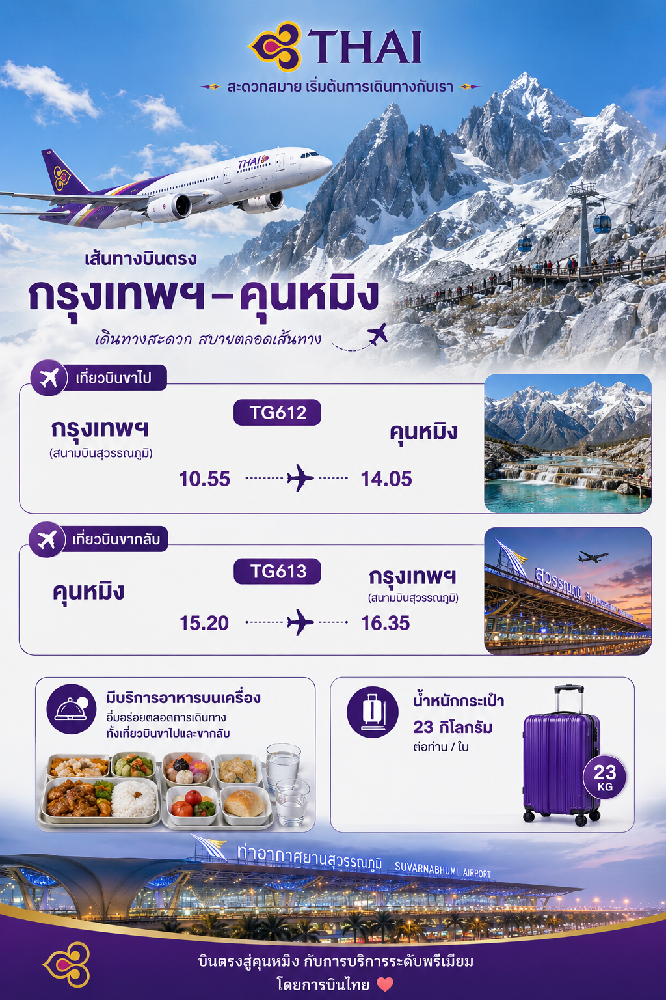 THAI
สะดวกสบาย เริ่มต้นการเดินทางกับเรา
THAI
เส้นทางบินตรง
กรุงเทพฯ – คุนหมิง
เดินทางสะดวก สบายตลอดเส้นทาง
เที่ยวบินขาไป
TG612
กรุงเทพฯ
(สนามบินสุวรรณภูมิ)
คุนหมิง
10.55
14.05
เที่ยวบินขากลับ
TG613
คุนหมิง
กรุงเทพฯ
(สนามบินสุวรรณภูมิ)
15.20
16.35
สุวรรณภูมิ SUVARNABHUMI AIRPORT
มีบริการอาหารบนเครื่อง
อิ่มอร่อยตลอดการเดินทาง
ทั้งเที่ยวบินขาไปและขากลับ
น้ำหนักกระเป๋า
23 กิโลกรัม
ต่อท่าน / ใบ
23
KG
ท่าอากาศยานสุวรรณภูมิ SUVARNABHUMI AIRPORT
บินตรงสู่คุนหมิง กับการบริการระดับพรีเมียม
โดยการบินไทย